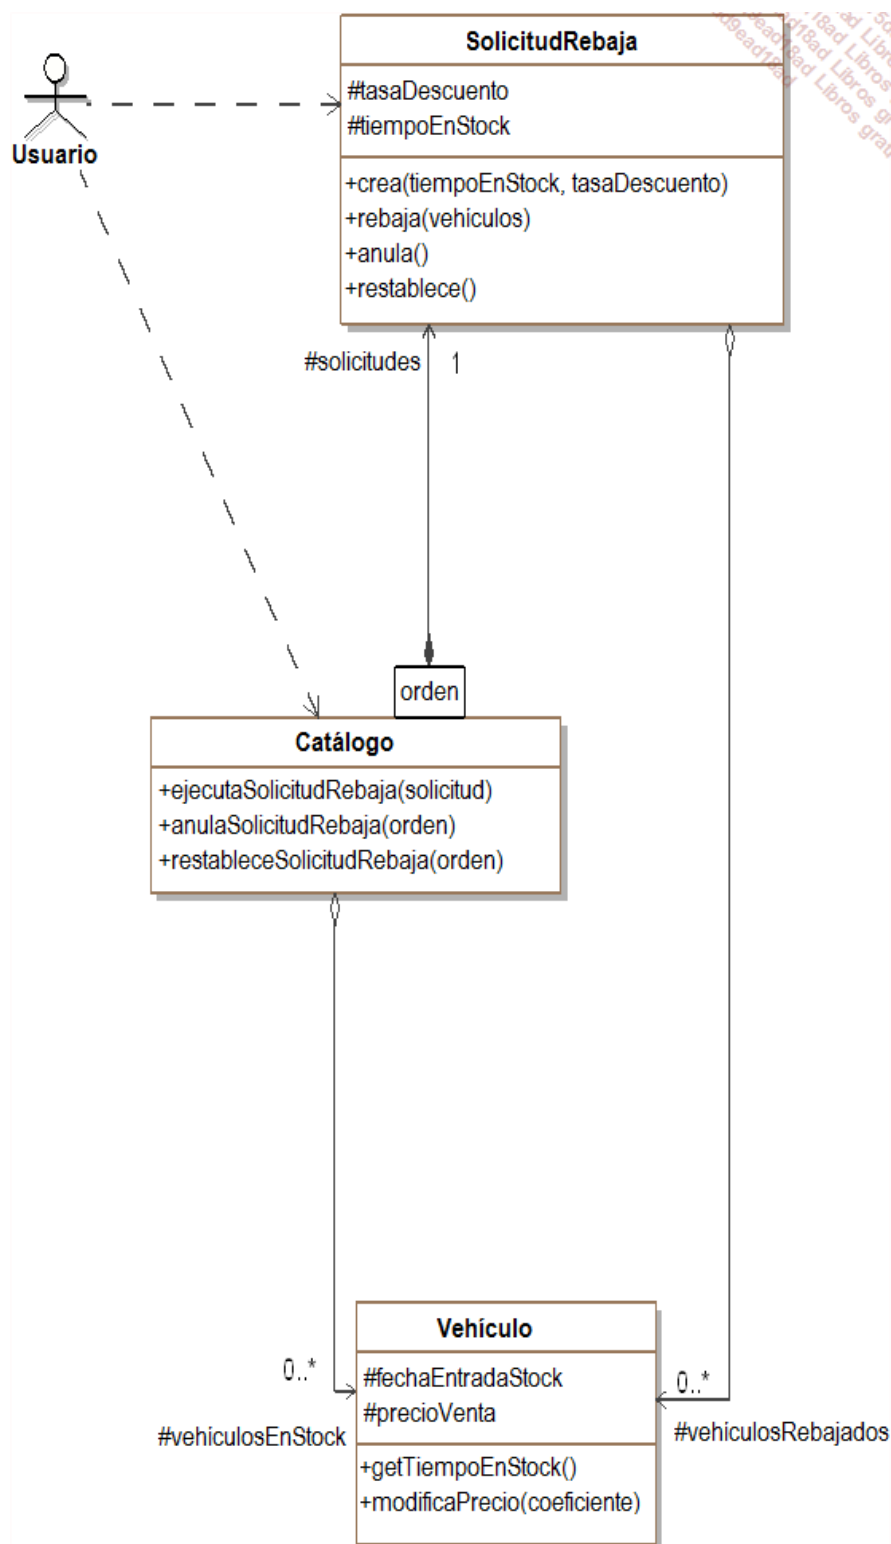 SolicitudRebaja
#tasaDescuento
#tiempoEnStock
+crea(tiempoEnStock, tasaDescuento)
+rebaja(vehículos)
+anula()
+restablece()
Usuario
#solicitudes 1
orden
Catálogo
+ejecutaSolicitudRebaja(solicitud)
+anulaSolicitudRebaja(orden)
+restableceSolicitudRebaja(orden)
Vehículo
#fechaEntradaStock
#precioVenta
+getTiempoEnStock()
+modificaPrecio(coeficiente)
0..*
#vehiculosEnStock
0..*
#vehículosRebajados